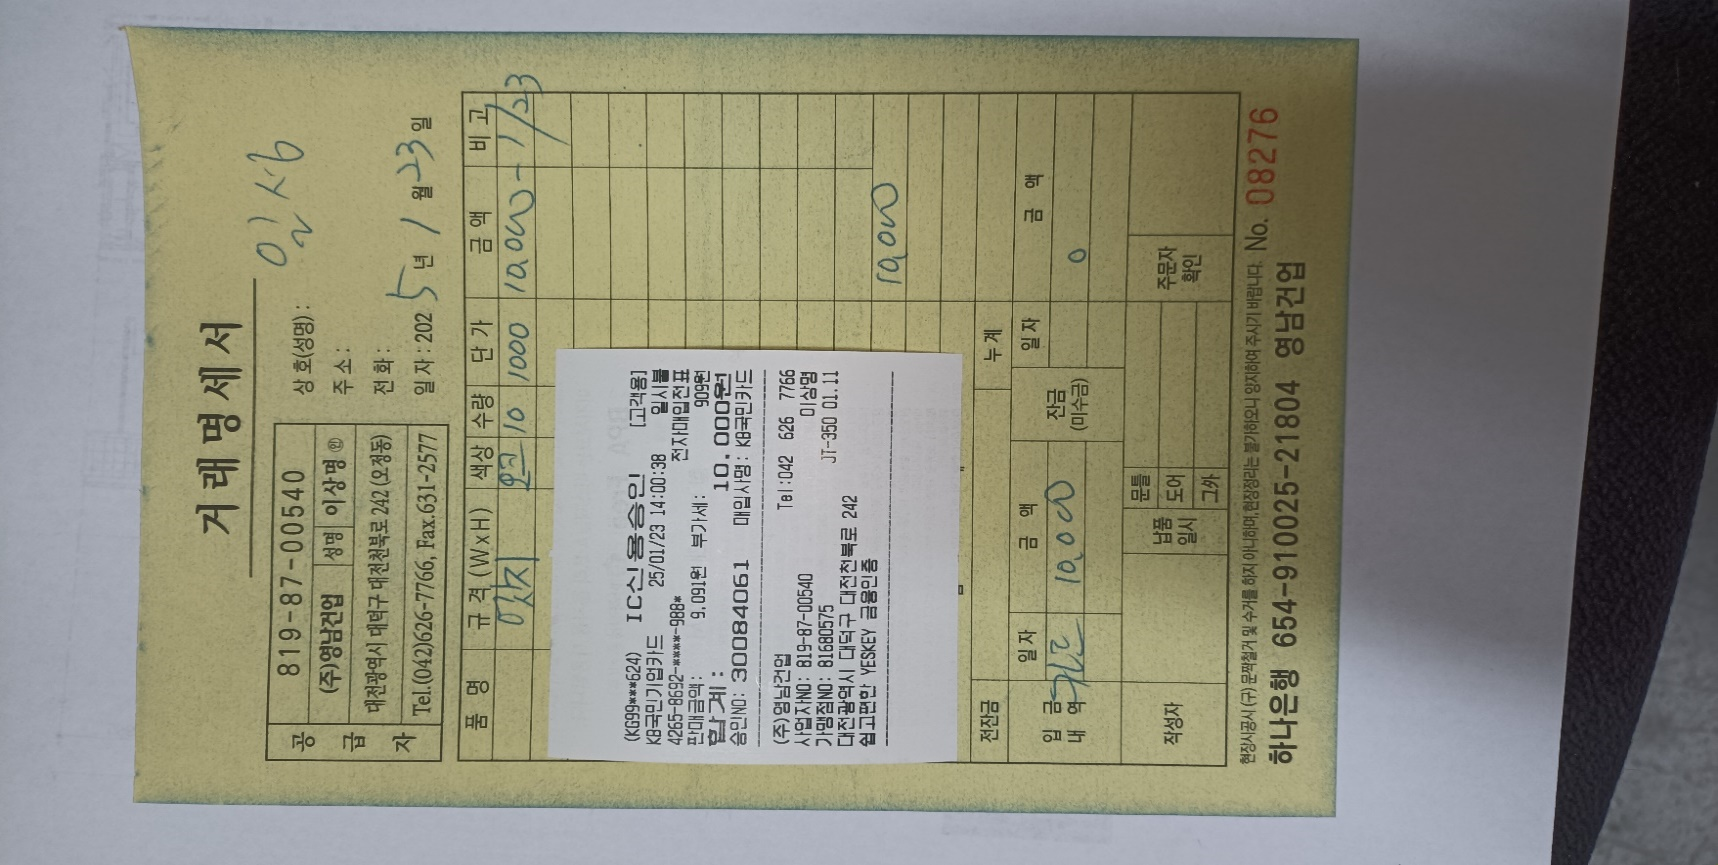 거래명세서
819-87-00540
공급자
(주)영남건업 성명 이상명 ㊞
대전광역시 대덕구 대전천북로 242 (오정동)
Tel.(042)626-7766, Fax.631-2577
상호(성명) :
주소 :
전화 :
일자 : 2025년 1월 23일
품명 규격(WxH) 색상 수량 단가 금액 비고
10 1000 10,000- 1/23
10,000
(KG99***624) IC신용승인 [고객용]
KB국민기업카드 25/01/23 14:00:38 일시불
4265-8692-****-988* 전자매입전표
판매금액: 9,091원 부가세: 909원
합계: 10,000원
승인NO: 30084061 매입사명: KB국민카드
(주)영남건업 Tel:042 626 7766
사업자NO: 819-87-00540 이상명
가맹점NO: 81680575 JT-350 01.11
대전광역시 대덕구 대전천북로 242
쉽고편한 YESKEY 금융인증
전잔금 누계
입금내역 일자 금액 잔금(미수금) 일자 금액
카드 10,000 0
작성자 납품일시 문틀 도어 그외 주문자확인
현장시공시 (구) 문짝철거 및 수거를 하지 아니하며, 현장정리는 불가하오니 양지하여 주시기 바랍니다.
No. 08276
하나은행 654-910025-21804 영남건업